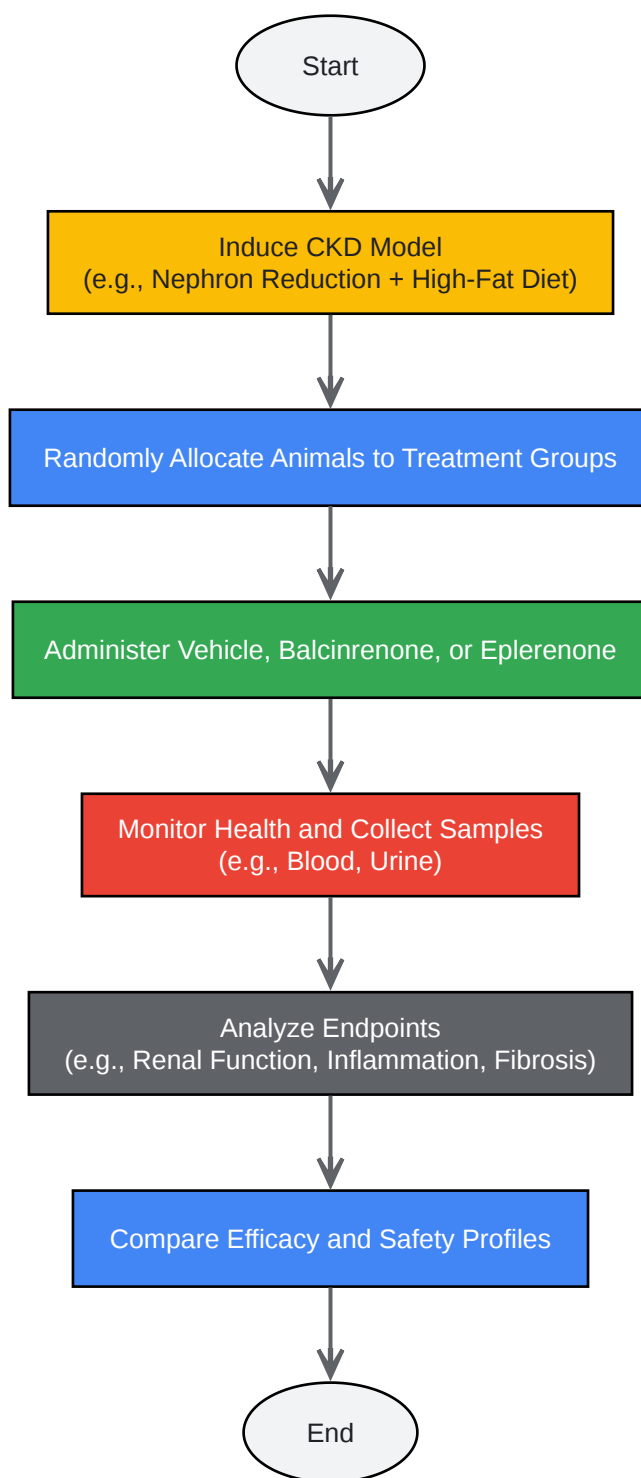 Start
Induce CKD Model
(e.g., Nephron Reduction + High-Fat Diet)
Randomly Allocate Animals to Treatment Groups
Administer Vehicle, Balcinrenone, or Eplerenone
Monitor Health and Collect Samples
(e.g., Blood, Urine)
Analyze Endpoints
(e.g., Renal Function, Inflammation, Fibrosis)
Compare Efficacy and Safety Profiles
End